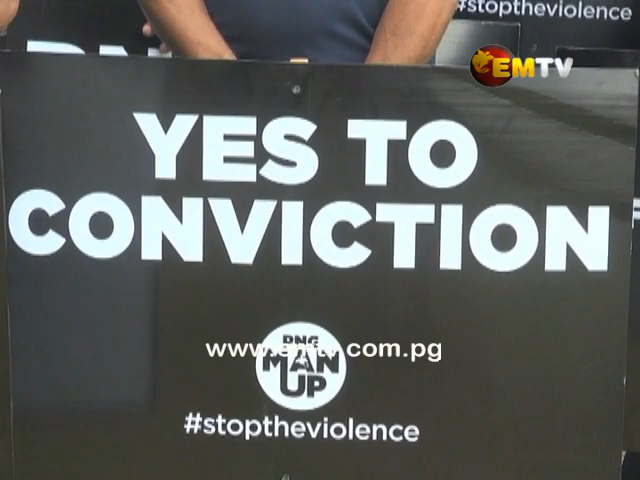 #stoptheviolence
EMTV
YES TO
CONVICTION
www.emtv.com.pg
PNG
MAN
UP
#stoptheviolence